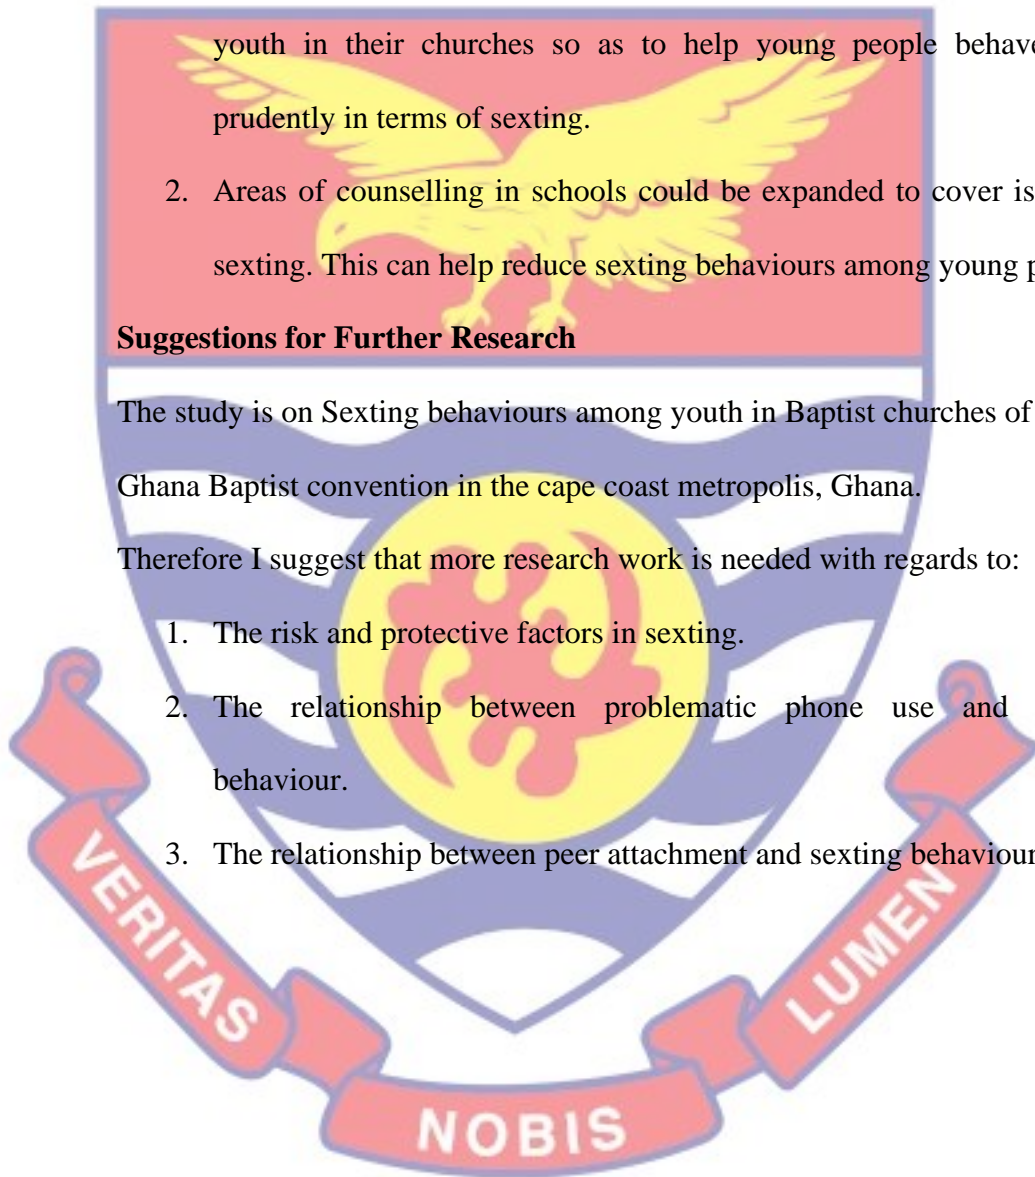 youth in their churches so as to help young people behave
prudently in terms of sexting.
2. Areas of counselling in schools could be expanded to cover is
sexting. This can help reduce sexting behaviours among young p
Suggestions for Further Research
The study is on Sexting behaviours among youth in Baptist churches of
Ghana Baptist convention in the cape coast metropolis, Ghana.
Therefore I suggest that more research work is needed with regards to:
1. The risk and protective factors in sexting.
2. The relationship between problematic phone use and
behaviour.
3. The relationship between peer attachment and sexting behaviour
VERITAS
NOBIS
LUMEN